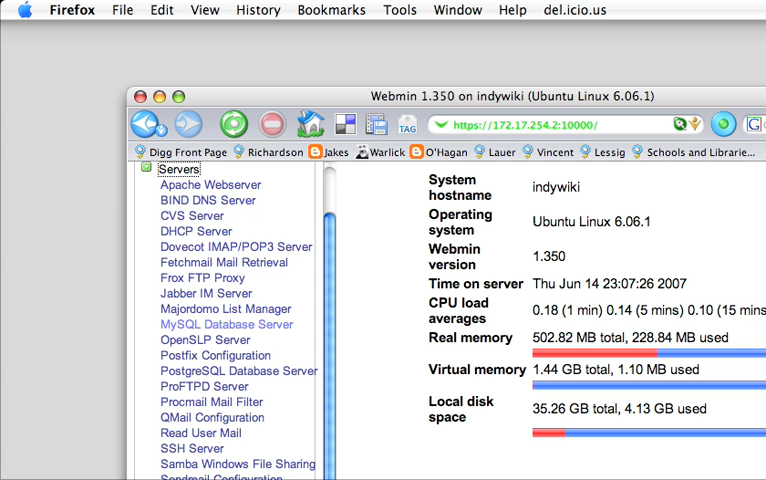 Firefox File Edit View History Bookmarks Tools Window Help del.icio.us
Webmin 1.350 on indywiki (Ubuntu Linux 6.06.1)
TAG https://172.17.254.2:10000/ G
Digg Front Page Richardson Jakes Warlick O'Hagan Lauer Vincent Lessig Schools and Librarie...
Servers
Apache Webserver
BIND DNS Server
CVS Server
DHCP Server
Dovecot IMAP/POP3 Server
Fetchmail Mail Retrieval
Frox FTP Proxy
Jabber IM Server
Majordomo List Manager
MySQL Database Server
OpenSLP Server
Postfix Configuration
PostgreSQL Database Server
ProFTPD Server
Procmail Mail Filter
QMail Configuration
Read User Mail
SSH Server
Samba Windows File Sharing
Sendmail Configuration
System
hostname indywiki
Operating
system Ubuntu Linux 6.06.1
Webmin
version 1.350
Time on server Thu Jun 14 23:07:26 2007
CPU load
averages 0.18 (1 min) 0.14 (5 mins) 0.10 (15 mins
Real memory 502.82 MB total, 228.84 MB used
Virtual memory 1.44 GB total, 1.10 MB used
Local disk
space 35.26 GB total, 4.13 GB used